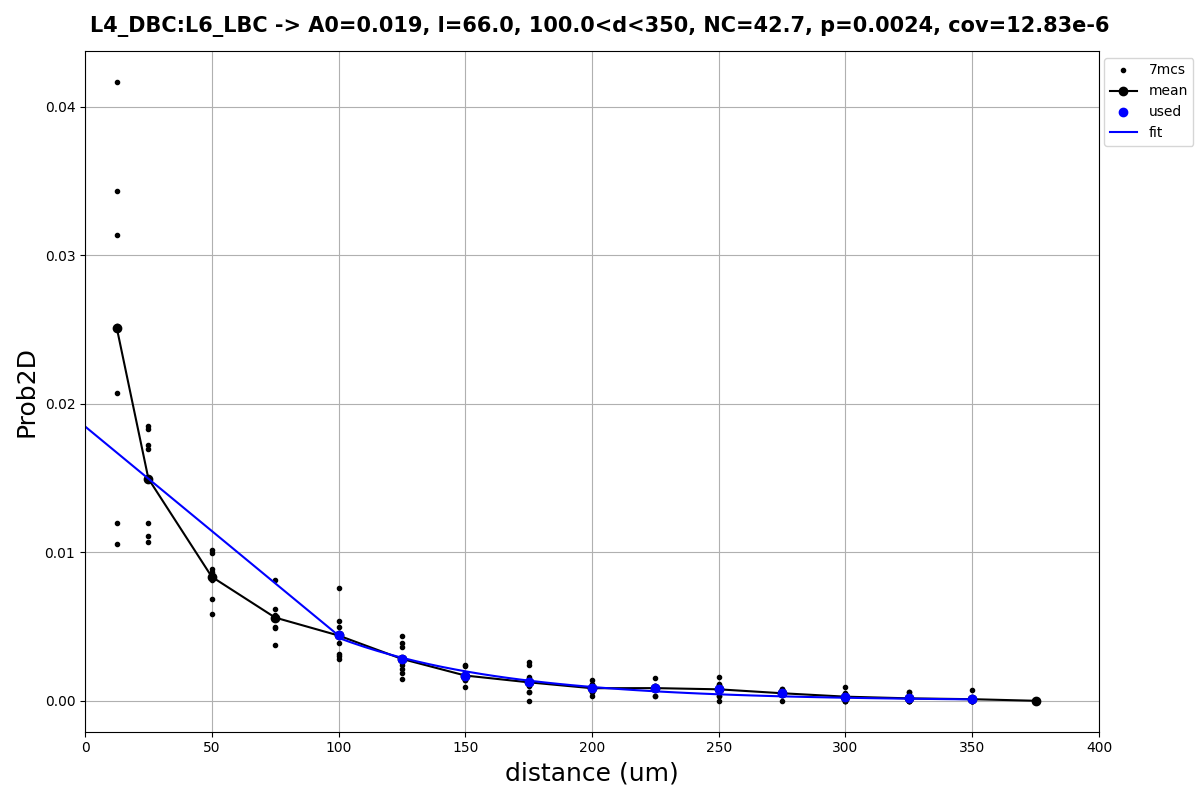 L4_DBC:L6_LBC -> A0=0.019, l=66.0, 100.0<d<350, NC=42.7, p=0.0024, cov=12.83e-6
7mcs
mean
used
fit
0.04
0.03
0.02
0.01
0.00
Prob2D
0 50 100 150 200 250 300 350 400
distance (um)